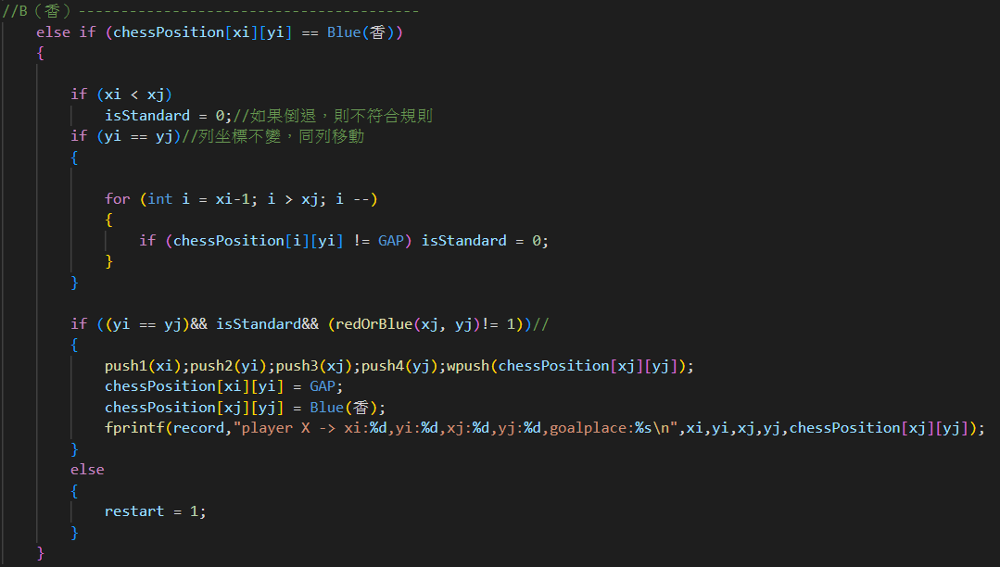 //B（香）----------------------------------------
else if (chessPosition[xi][yi] == Blue(香))
{
if (xi < xj)
isStandard = 0;//如果倒退，則不符合規則
if (yi == yj)//列坐標不變，同列移動
{
for (int i = xi-1; i > xj; i --)
{
if (chessPosition[i][yi] != GAP) isStandard = 0;
}
}
if ((yi == yj)&& isStandard&& (redOrBlue(xj, yj)!= 1))//
{
push1(xi);push2(yi);push3(xj);push4(yj);wpush(chessPosition[xj][yj]);
chessPosition[xi][yi] = GAP;
chessPosition[xj][yj] = Blue(香);
fprintf(record,"player X -> xi:%d,yi:%d,xj:%d,yj:%d,goalplace:%s\n",xi,yi,xj,yj,chessPosition[xj][yj]);
}
else
{
restart = 1;
}
}